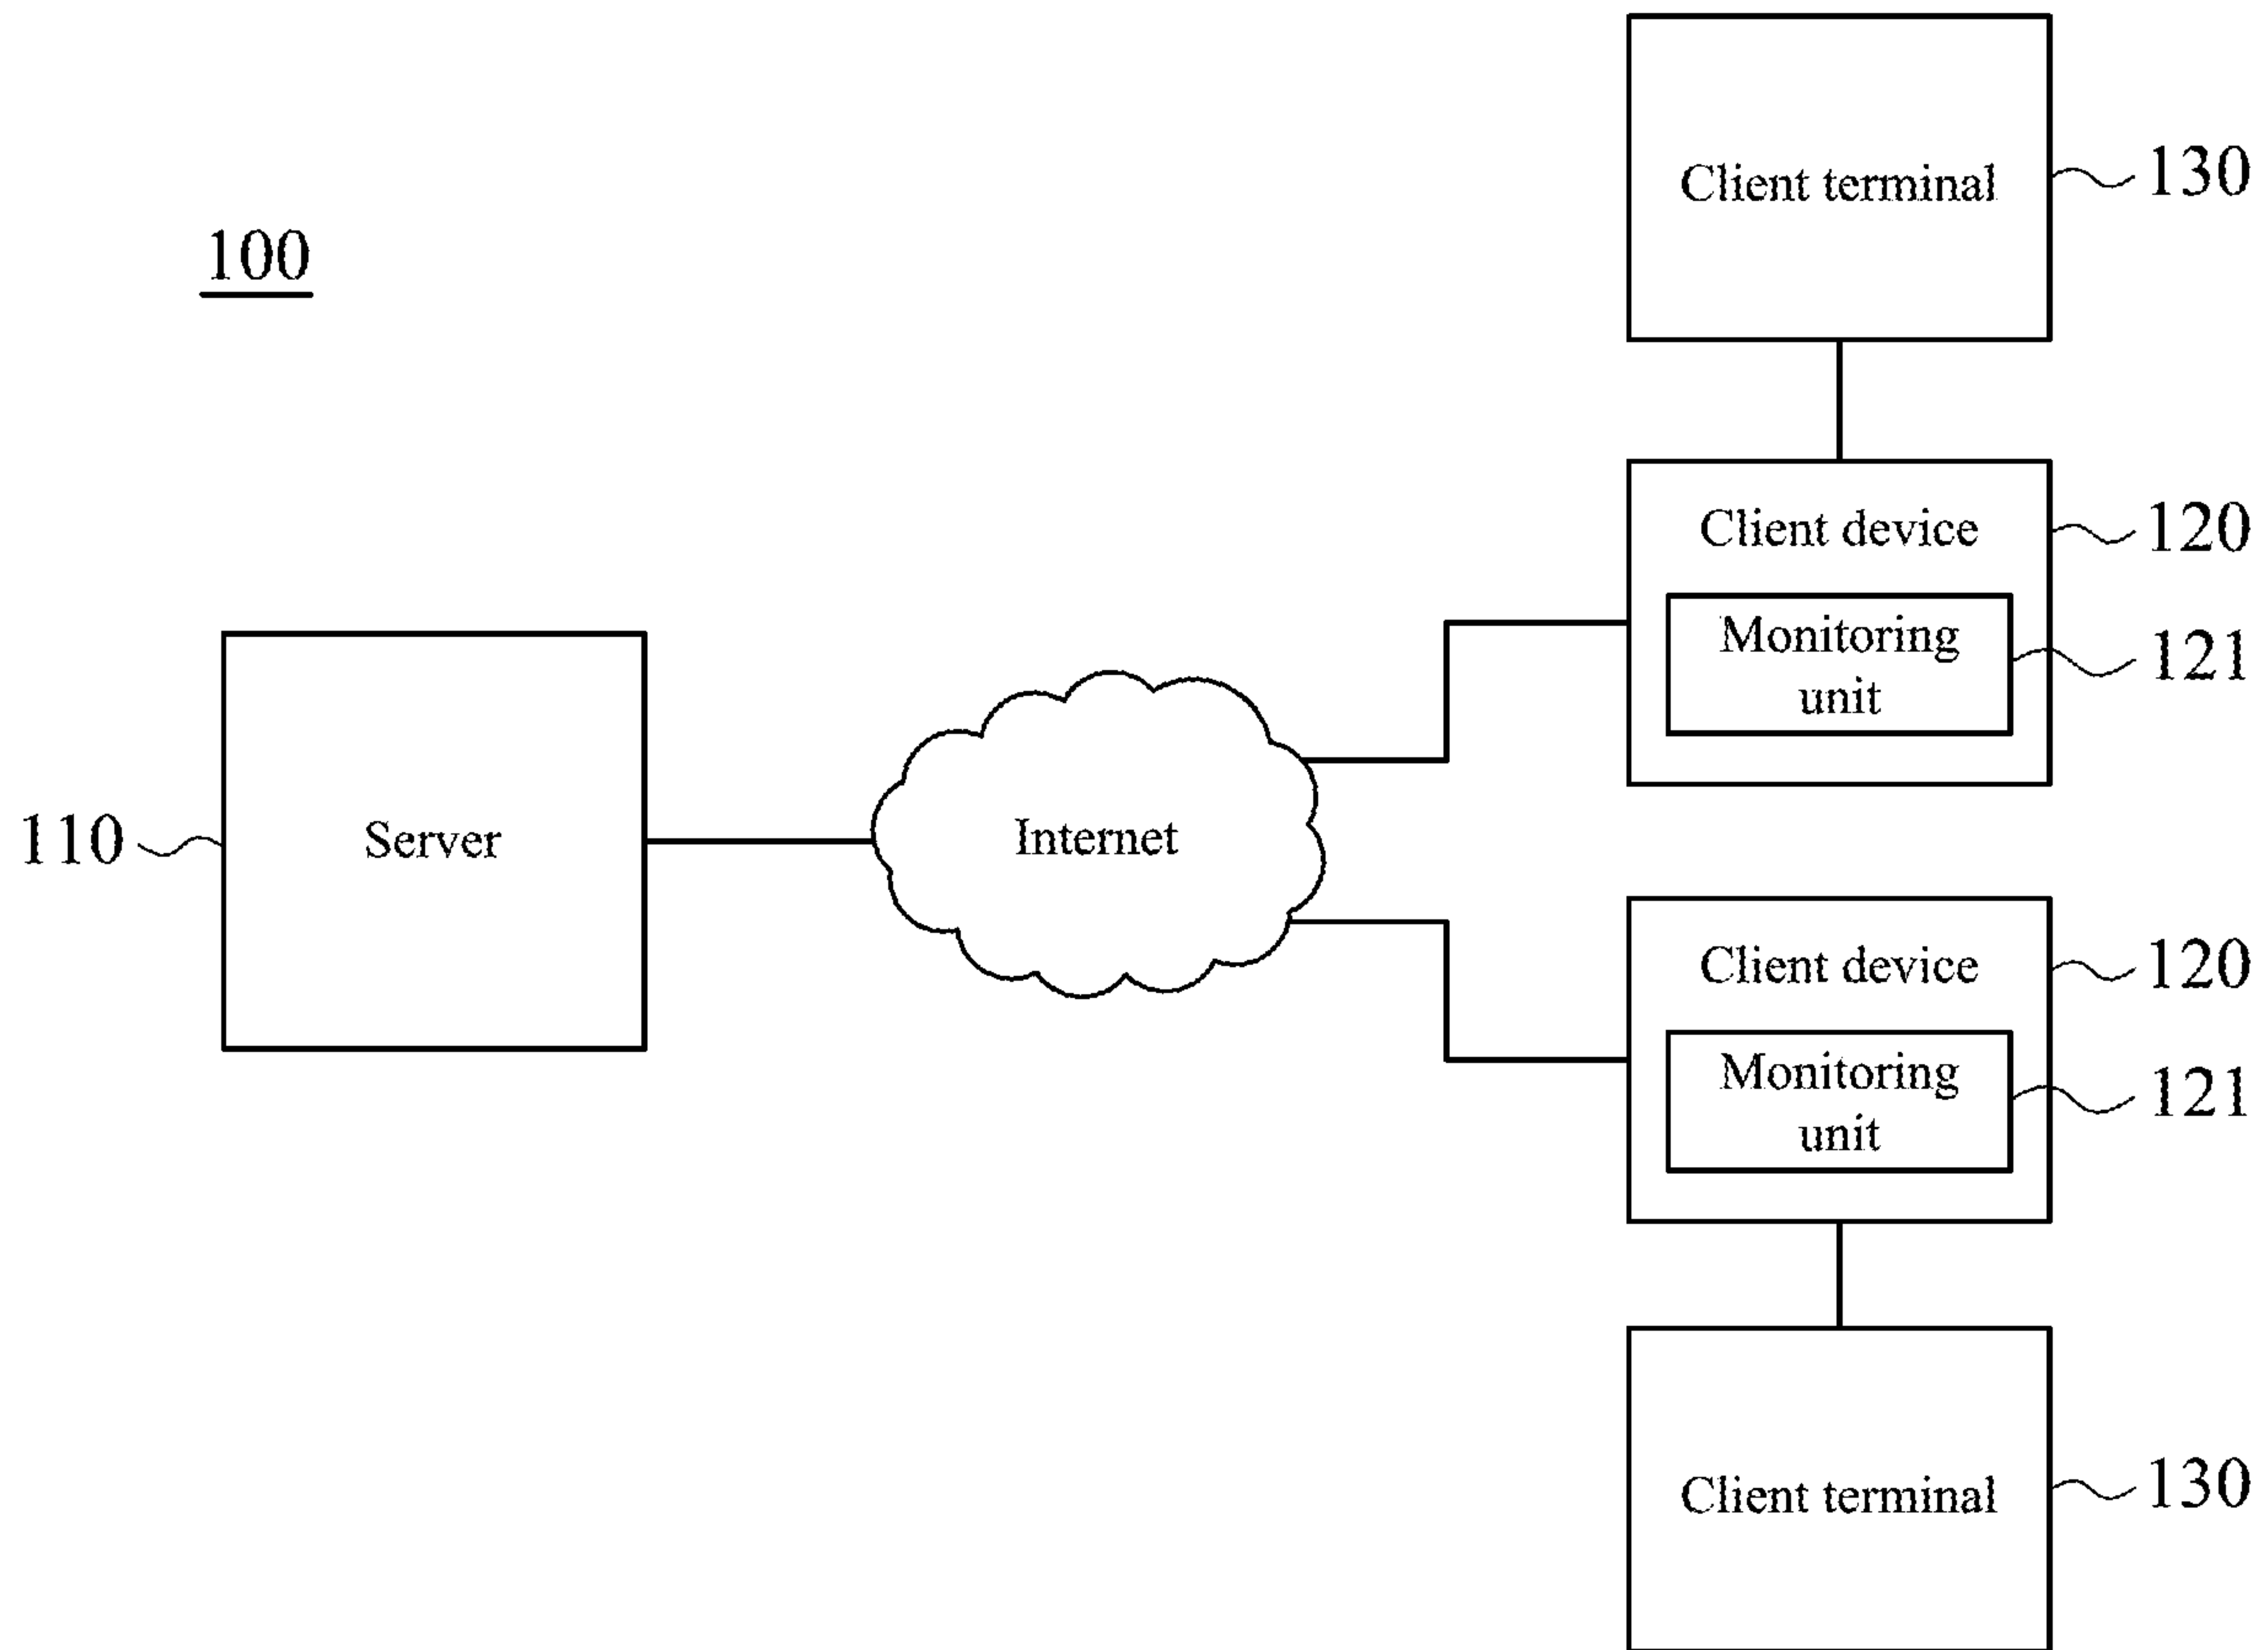 100
Client terminal
130
Client device
120
Monitoring
unit
121
110
Server
Internet
Client device
120
Monitoring
unit
121
Client terminal
130